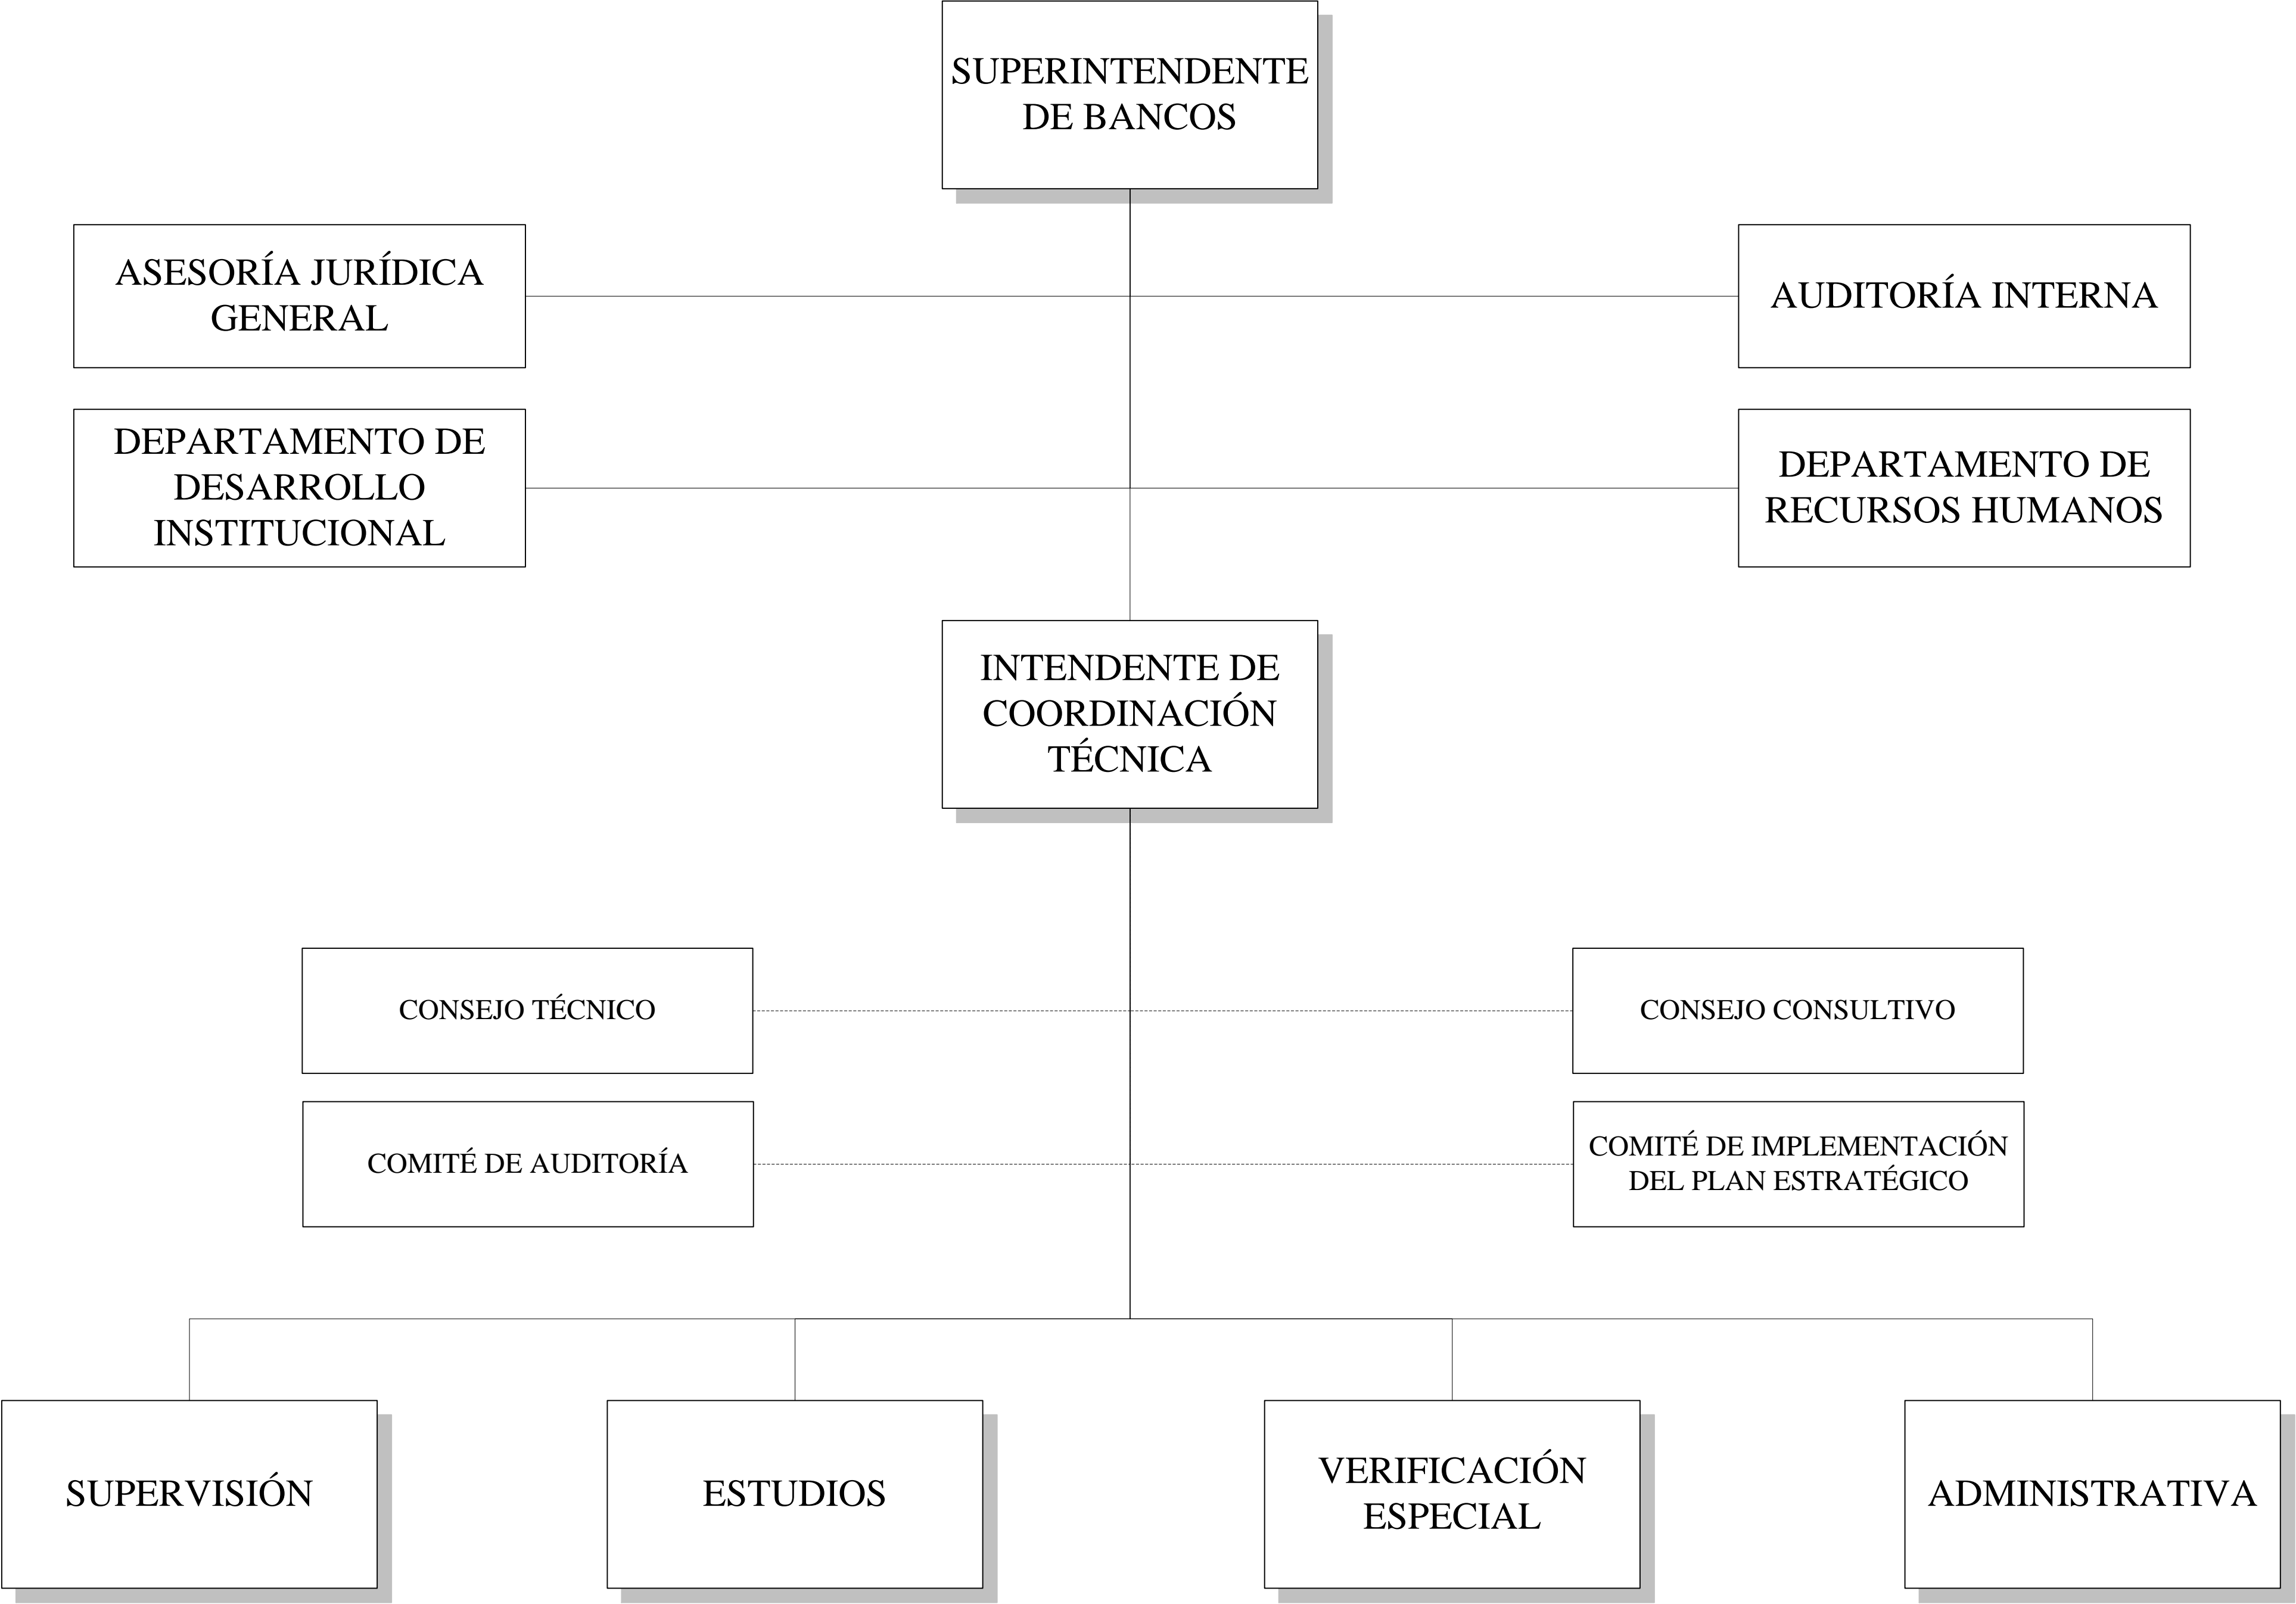 SUPERINTENDENTE
DE BANCOS
ASESORÍA JURÍDICA
GENERAL
AUDITORÍA INTERNA
DEPARTAMENTO DE
DESARROLLO
INSTITUCIONAL
DEPARTAMENTO DE
RECURSOS HUMANOS
INTENDENTE DE
COORDINACIÓN
TÉCNICA
CONSEJO TÉCNICO
CONSEJO CONSULTIVO
COMITÉ DE AUDITORÍA
COMITÉ DE IMPLEMENTACIÓN
DEL PLAN ESTRATÉGICO
SUPERVISIÓN
ESTUDIOS
VERIFICACIÓN
ESPECIAL
ADMINISTRATIVA